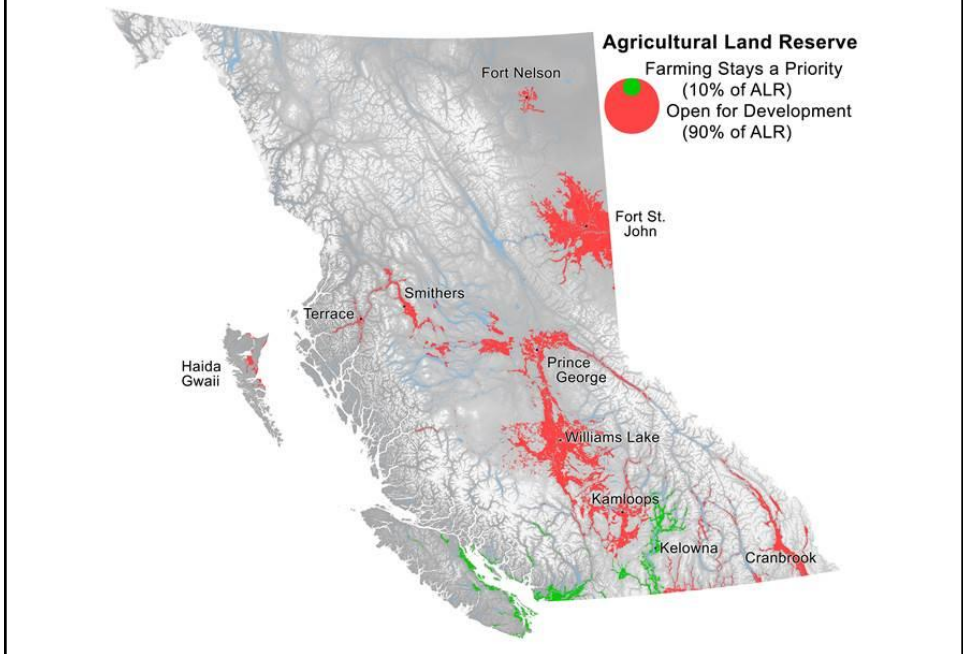 Agricultural Land Reserve
Farming Stays a Priority
(10% of ALR)
Open for Development
(90% of ALR)
Fort Nelson
Fort St.
John
Smithers
Terrace
Haida
Gwaii
Prince
George
Williams Lake
Kamloops
Kelowna
Cranbrook